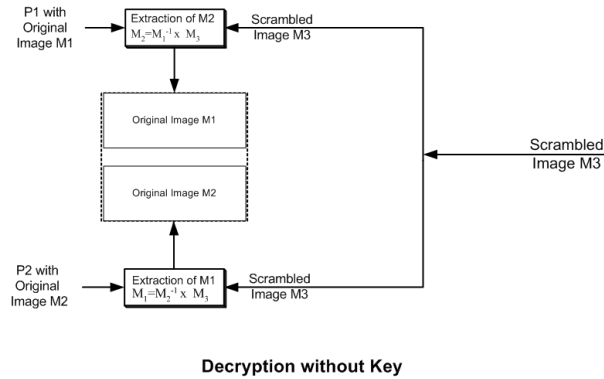 P1 with
Original
Image M1
Extraction of M2
M₂=M₁⁻¹ x M₃
Scrambled
Image M3
Original Image M1
Scrambled
Image M3
Original Image M2
P2 with
Original
Image M2
Extraction of M1
M₁=M₂⁻¹ x M₃
Scrambled
Image M3
Decryption without Key